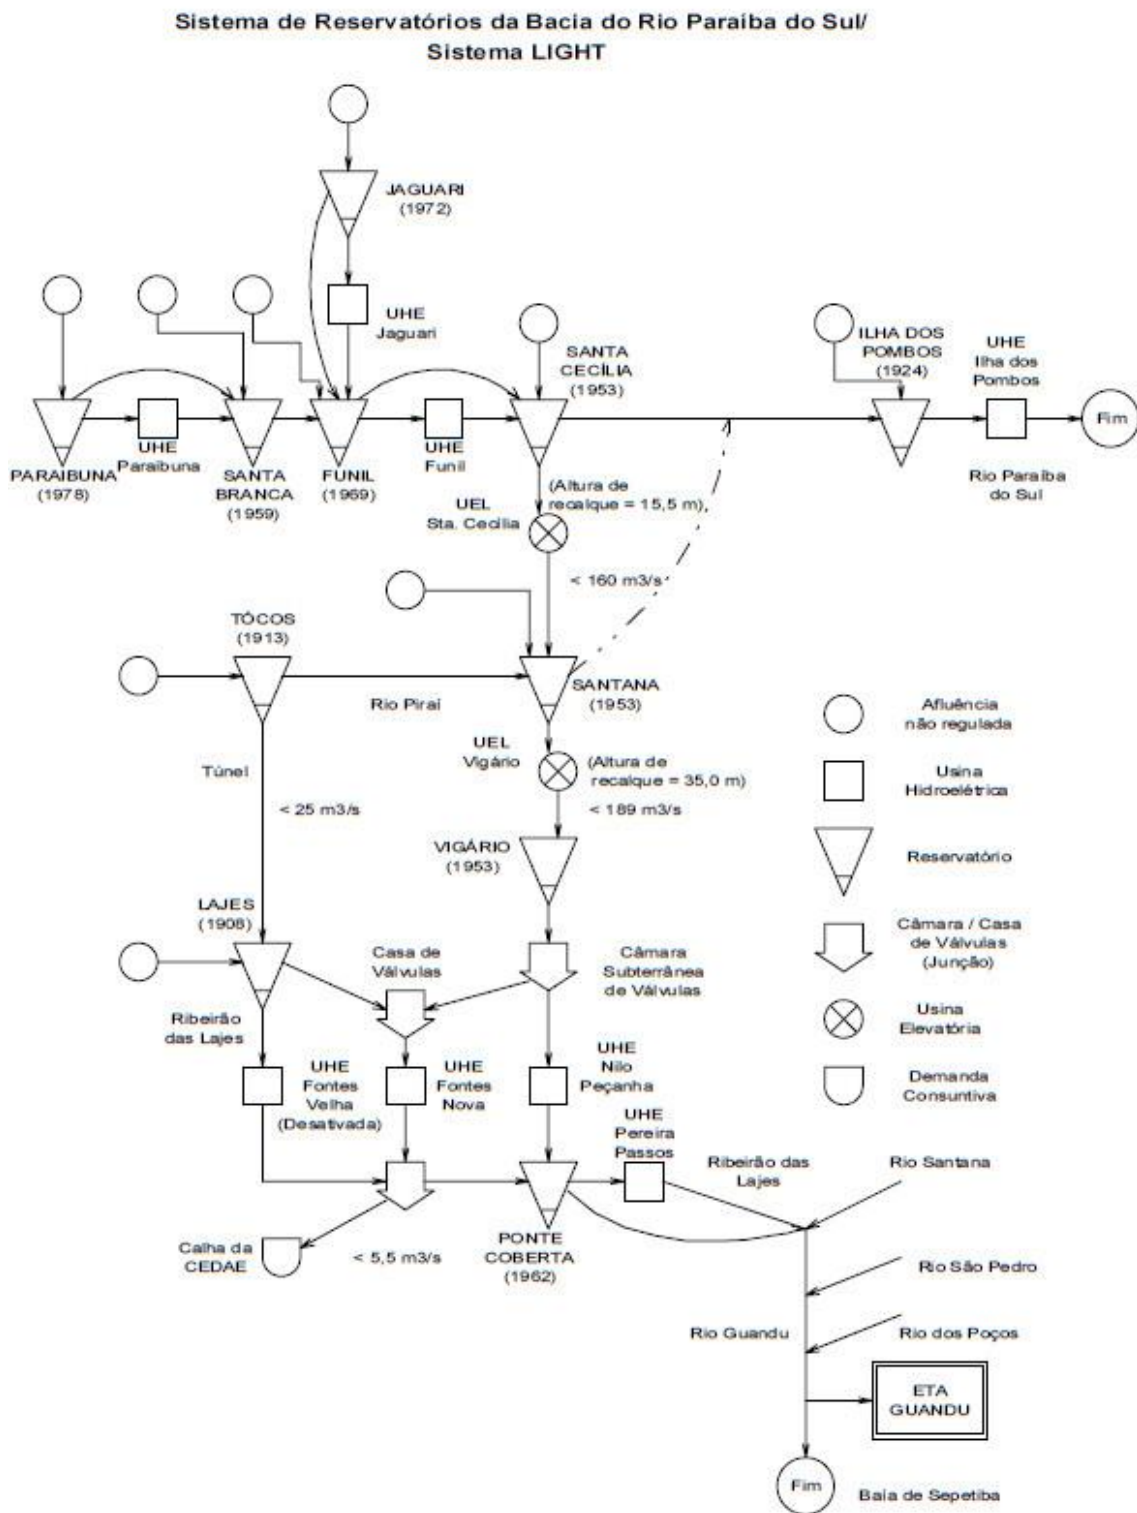 Sistema de Reservatórios da Bacia do Rio Paraíba do Sul/
Sistema LIGHT
JAGUARI
(1972)
UHE
Jaguari
SANTA
CECÍLIA
(1953)
ILHA DOS
POMBOS
(1924)
UHE
Ilha dos
Pombos
Fim
Rio Paraíba
do Sul
PARAIBUNA
(1978)
UHE
Paraibuna
SANTA
BRANCA
(1959)
FUNIL
(1969)
UHE
Funil
UEL
Sta. Cecília
(Altura de
recalque = 15,5 m)
< 160 m3/s
TÓCOS
(1913)
Rio Piraí
SANTANA
(1953)
UEL
Vigário
(Altura de
recalque = 35,0 m)
< 189 m3/s
Túnel
< 25 m3/s
VIGÁRIO
(1953)
LAJES
(1908)
Casa de
Válvulas
Câmara
Subterrânea
de Válvulas
Ribeirão
das Lajes
UHE
Fontes
Velha
(Desativada)
UHE
Fontes
Nova
UHE
Nilo
Peçanha
UHE
Pereira
Passos
Ribeirão das
Lajes
Rio Santana
Calha da
CEDAE
< 5,5 m3/s
PONTE
COBERTA
(1962)
Rio São Pedro
Rio Guandu
Rio dos Poços
ETA
GUANDU
Fim
Baía de Sepetiba
Afluência
não regulada
Usina
Hidroelétrica
Reservatório
Câmara / Casa
de Válvulas
(Junção)
Usina
Elevatória
Demanda
Consuntiva